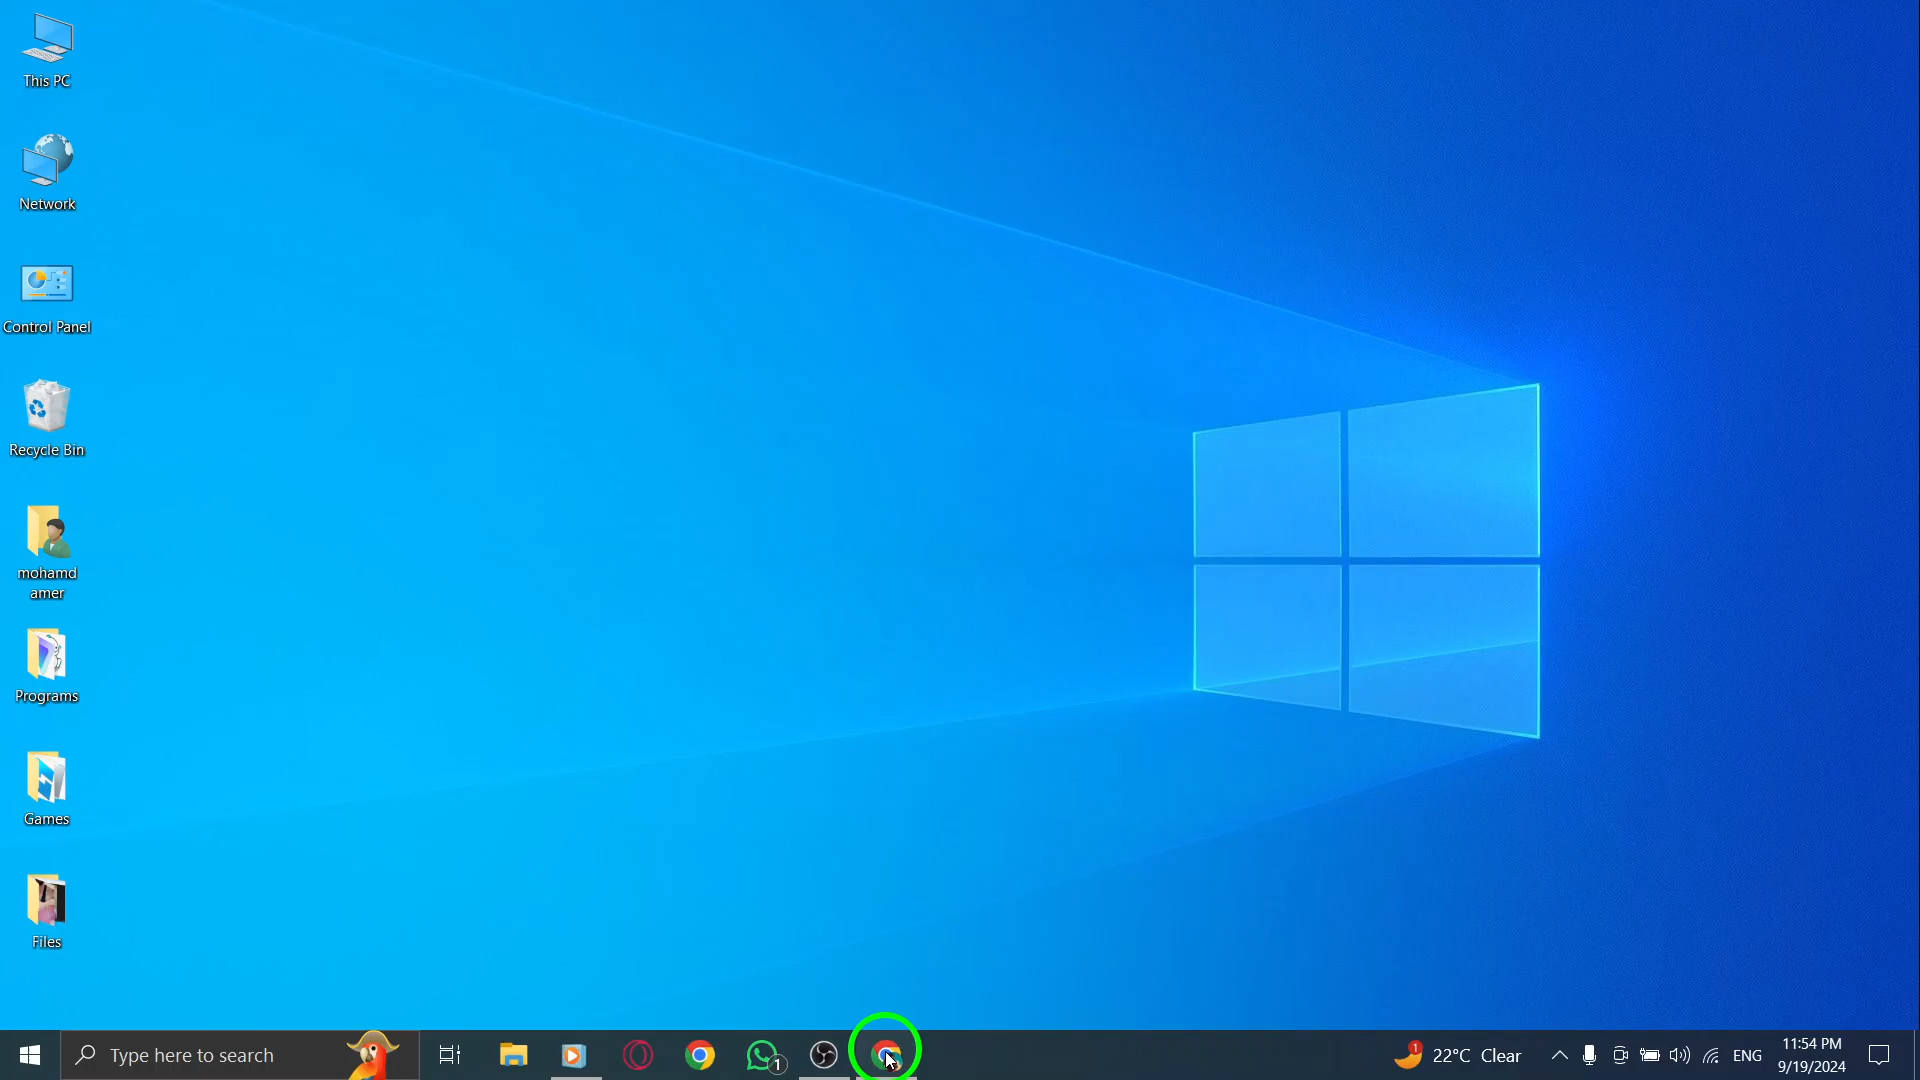 This PC
Network
Control Panel
Recycle Bin
mohamd
amer
Programs
Games
Files
Type here to search
1
1
22°C Clear
ENG
11:54 PM
9/19/2024